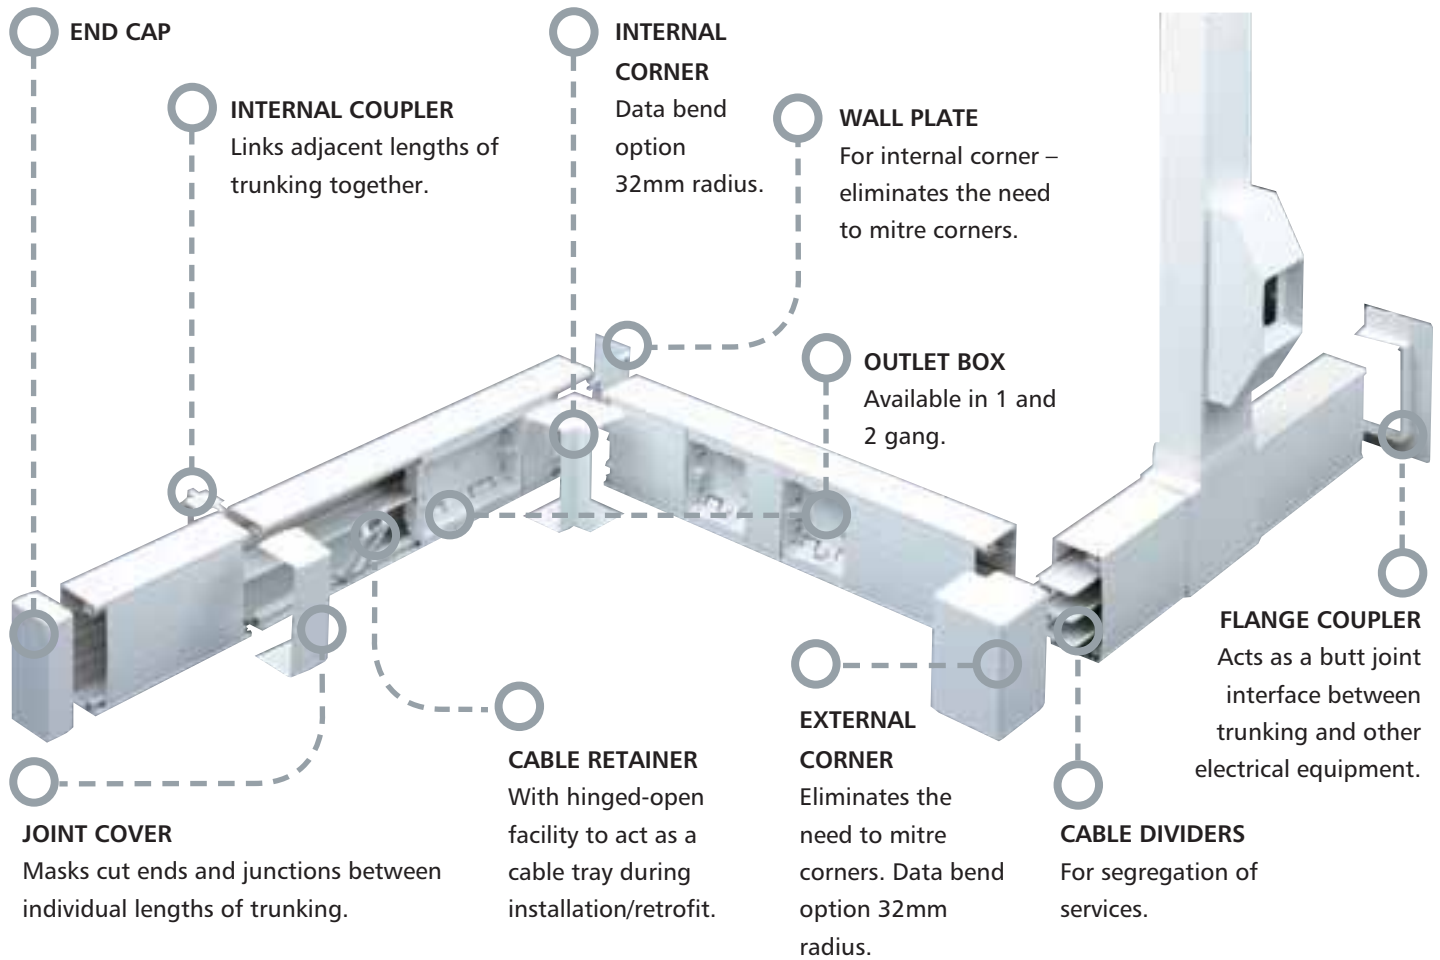 END CAP
INTERNAL COUPLER
Links adjacent lengths of
trunking together.
INTERNAL
CORNER
Data bend
option
32mm radius.
WALL PLATE
For internal corner –
eliminates the need
to mitre corners.
OUTLET BOX
Available in 1 and
2 gang.
FLANGE COUPLER
Acts as a butt joint
interface between
trunking and other
electrical equipment.
JOINT COVER
Masks cut ends and junctions between
individual lengths of trunking.
CABLE RETAINER
With hinged-open
facility to act as a
cable tray during
installation/retrofit.
EXTERNAL
CORNER
Eliminates the
need to mitre
corners. Data bend
option 32mm
radius.
CABLE DIVIDERS
For segregation of
services.